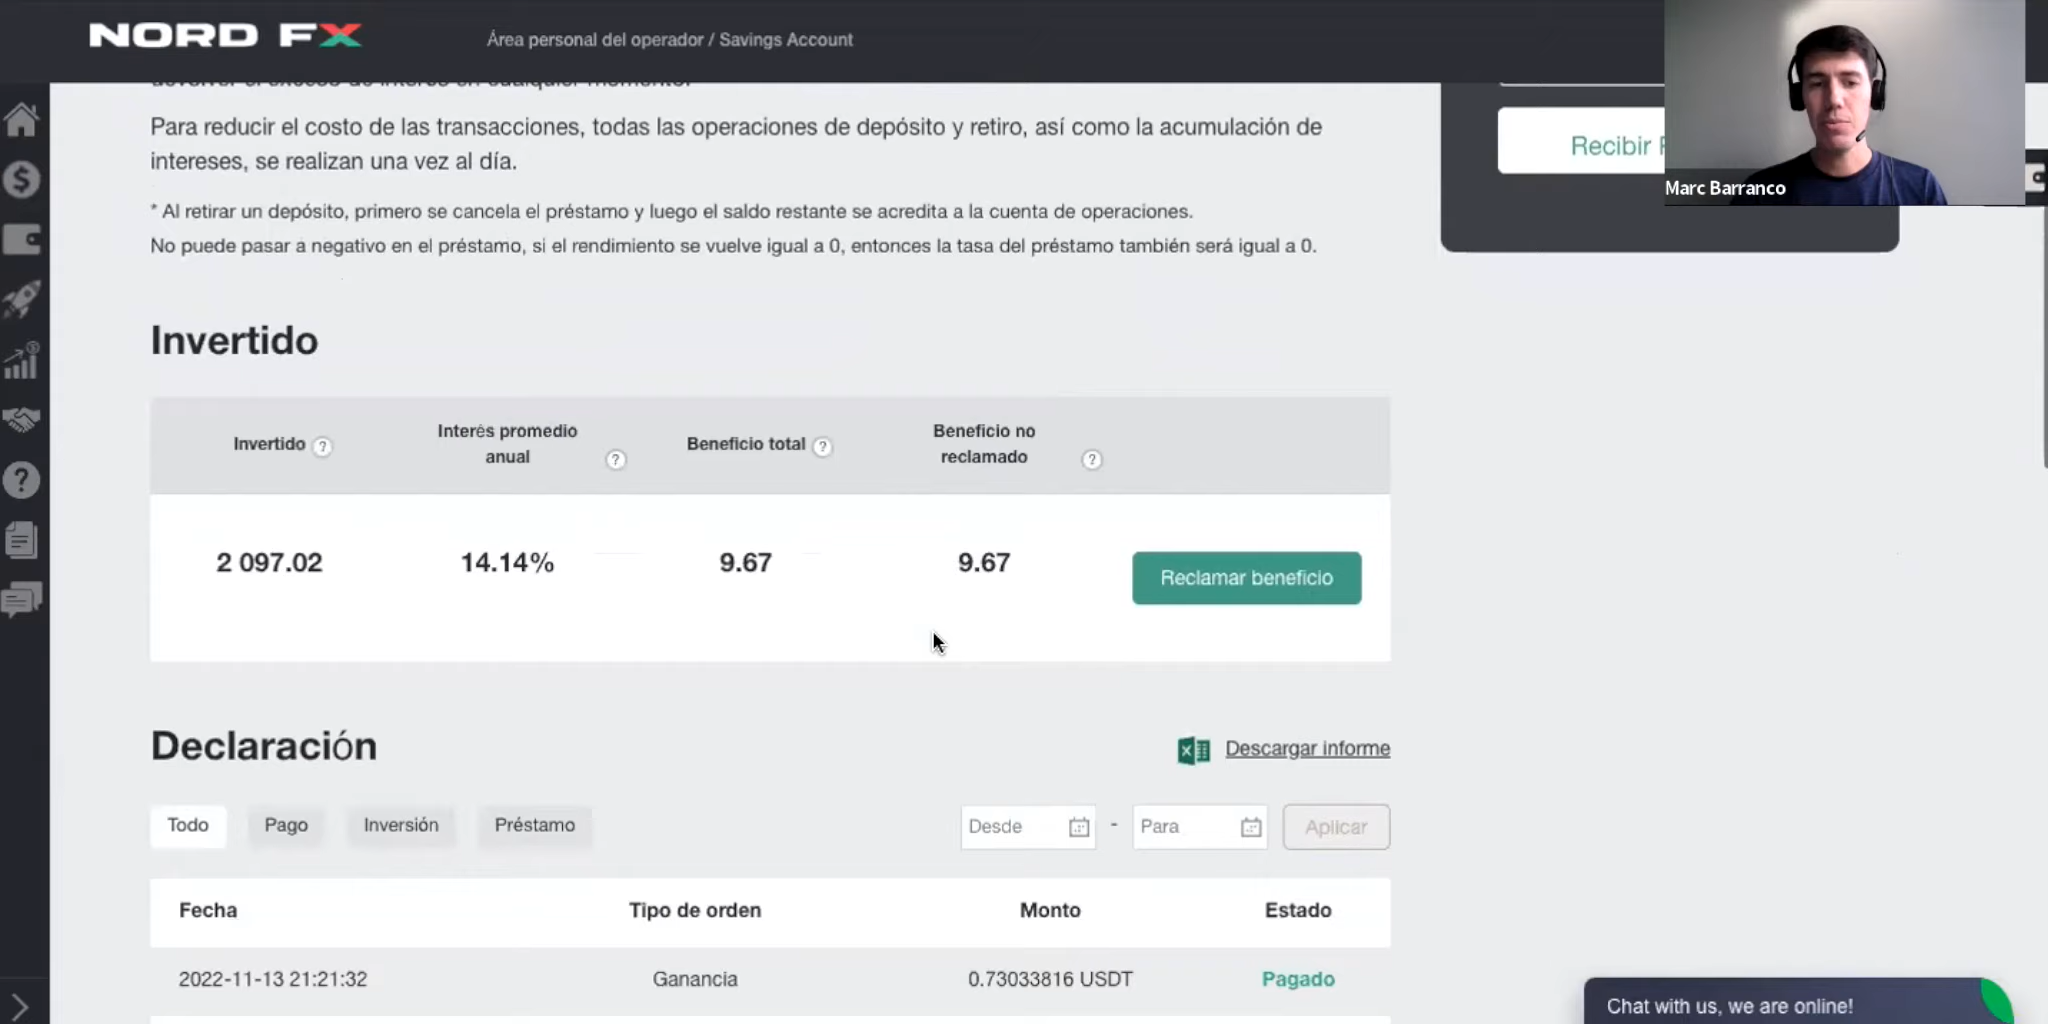 NORD FX
Área personal del operador / Savings Account
Para reducir el costo de las transacciones, todas las operaciones de depósito y retiro, así como la acumulación de
intereses, se realizan una vez al día.
* Al retirar un depósito, primero se cancela el préstamo y luego el saldo restante se acredita a la cuenta de operaciones.
No puede pasar a negativo en el préstamo, si el rendimiento se vuelve igual a 0, entonces la tasa del préstamo también será igual a 0.
Recibir
Marc Barranco
Invertido
Invertido ?
Interés promedio
anual ?
Beneficio total ?
Beneficio no
reclamado ?
2 097.02
14.14%
9.67
9.67
Reclamar beneficio
Declaración
Descargar informe
Todo
Pago
Inversión
Préstamo
Desde
-
Para
Aplicar
Fecha
Tipo de orden
Monto
Estado
2022-11-13 21:21:32
Ganancia
0.73033816 USDT
Pagado
Chat with us, we are online!